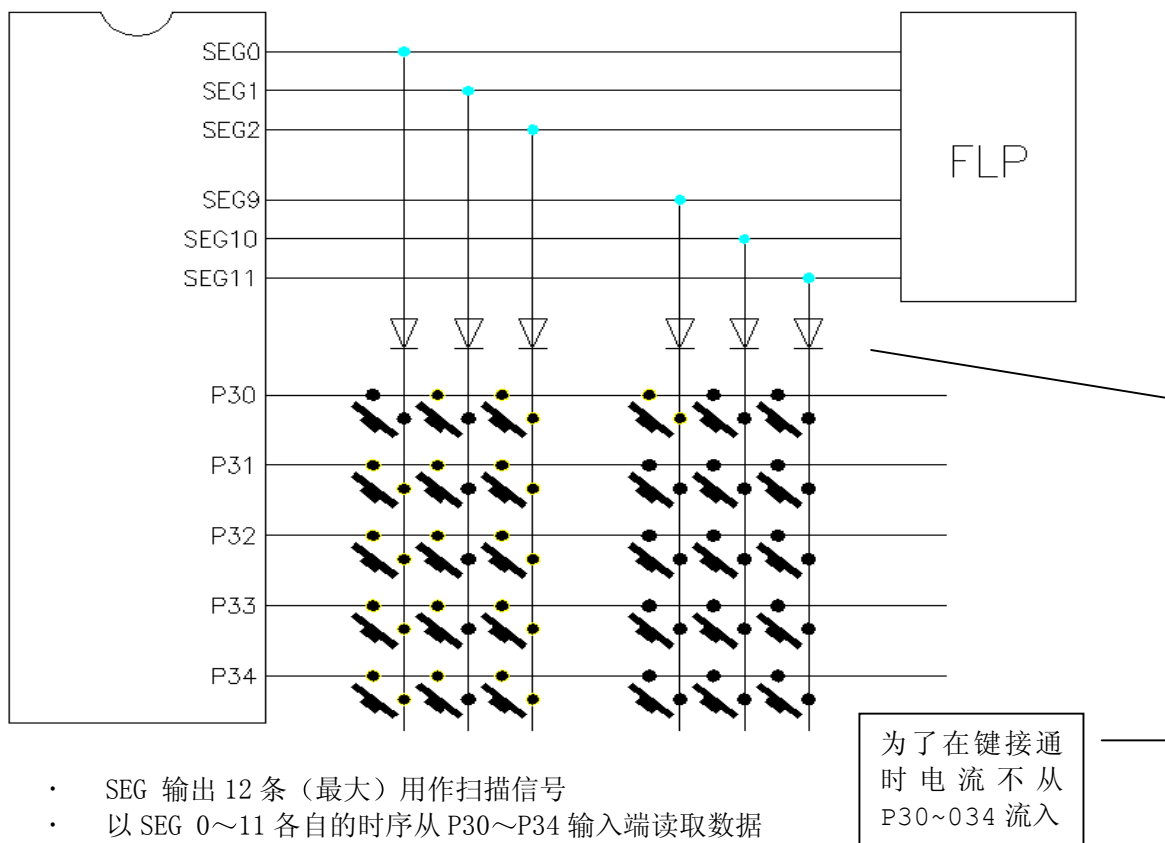 SEG0
SEG1
SEG2
SEG9
SEG10
SEG11
FLP
P30
P31
P32
P33
P34
为了在键接通
时电流不从
P30~034 流入
· SEG 输出 12 条（最大）用作扫描信号
· 以 SEG 0～11 各自的时序从 P30～P34 输入端读取数据